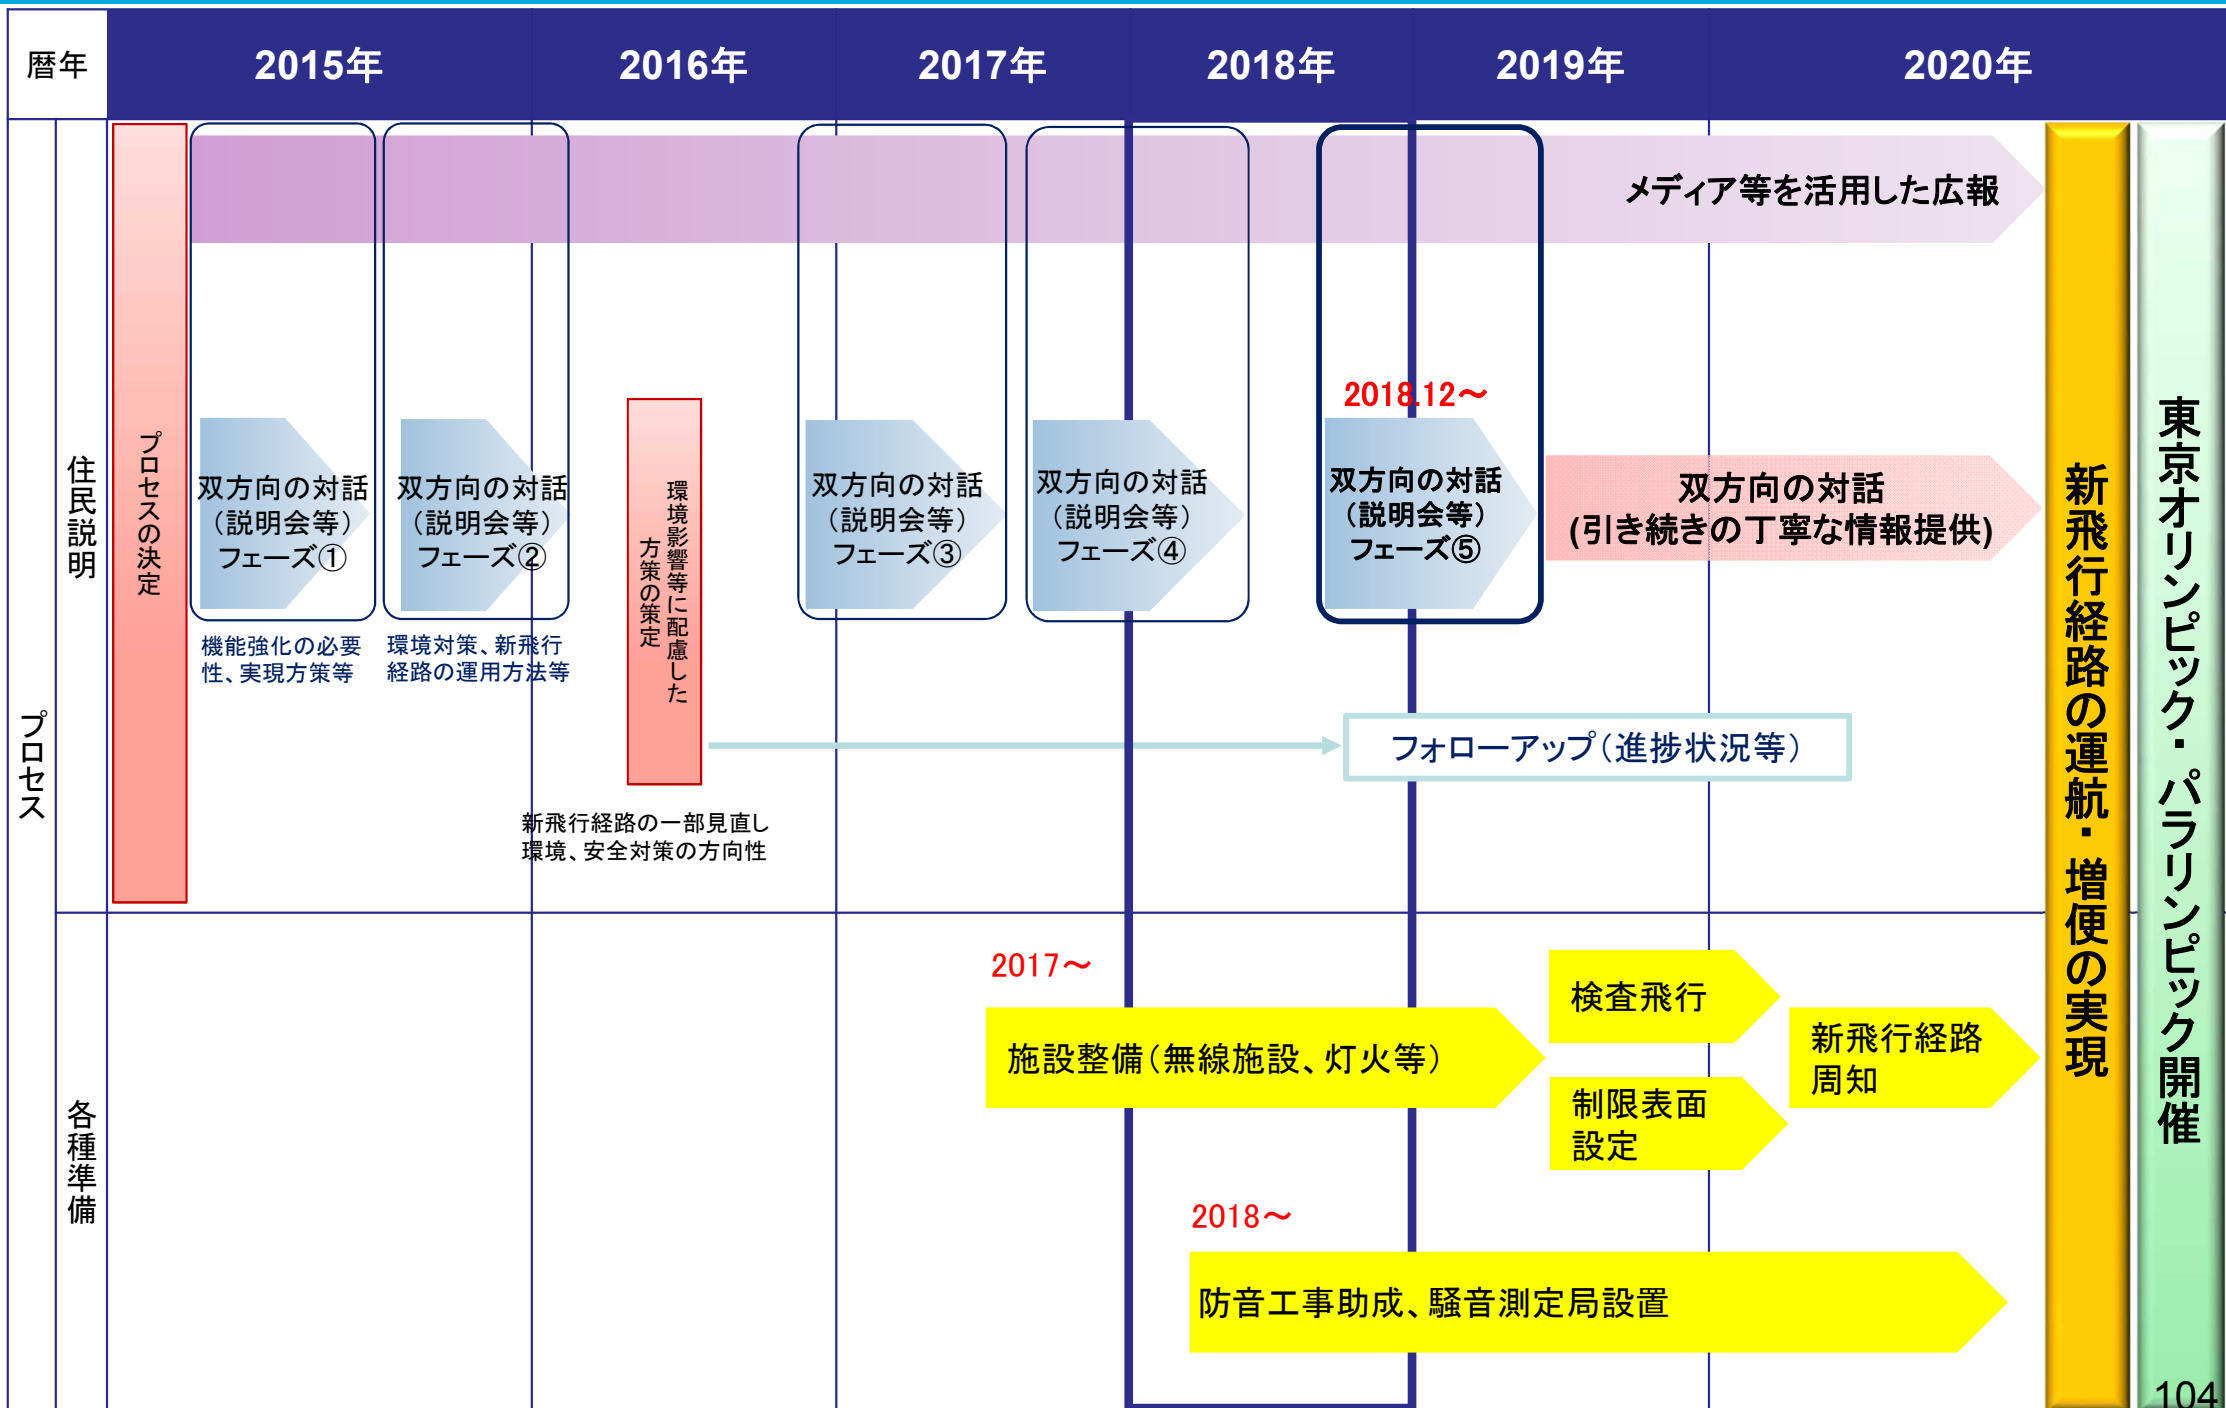 暦年
2015年
2016年
2017年
2018年
2019年
2020年
プロセス
住民説明
プロセスの決定
メディア等を活用した広報
双方向の対話
（説明会等）
フェーズ①
機能強化の必要
性、実現方策等
双方向の対話
（説明会等）
フェーズ②
環境対策、新飛行
経路の運用方法等
環境影響等に配慮した
方策の策定
新飛行経路の一部見直し
環境、安全対策の方向性
双方向の対話
（説明会等）
フェーズ③
双方向の対話
（説明会等）
フェーズ④
2018.12～
双方向の対話
（説明会等）
フェーズ⑤
双方向の対話
(引き続きの丁寧な情報提供)
フォローアップ（進捗状況等）
各種準備
2017～
施設整備（無線施設、灯火等）
検査飛行
制限表面
設定
新飛行経路
周知
2018～
防音工事助成、騒音測定局設置
新飛行経路の運航・増便の実現
東京オリンピック・パラリンピック開催
104